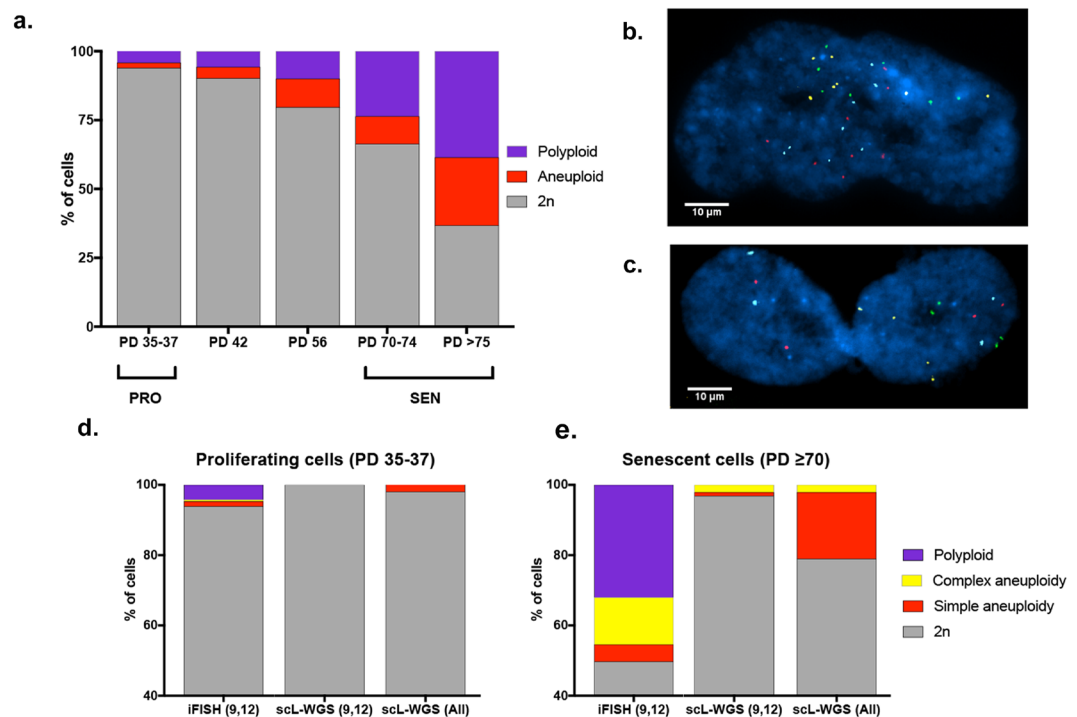 a.
100
75
50
25
0
% of cells
PD 35-37
PD 42
PD 56
PD 70-74
PD >75
PRO
SEN
Polyploid
Aneuploid
2n
b.
10 µm
c.
10 µm
d.
Proliferating cells (PD 35-37)
100
80
60
40
% of cells
iFISH (9,12)
scL-WGS (9,12)
scL-WGS (All)
e.
Senescent cells (PD ≥70)
100
80
60
40
% of cells
iFISH (9,12)
scL-WGS (9,12)
scL-WGS (All)
Polyploid
Complex aneuploidy
Simple aneuploidy
2n